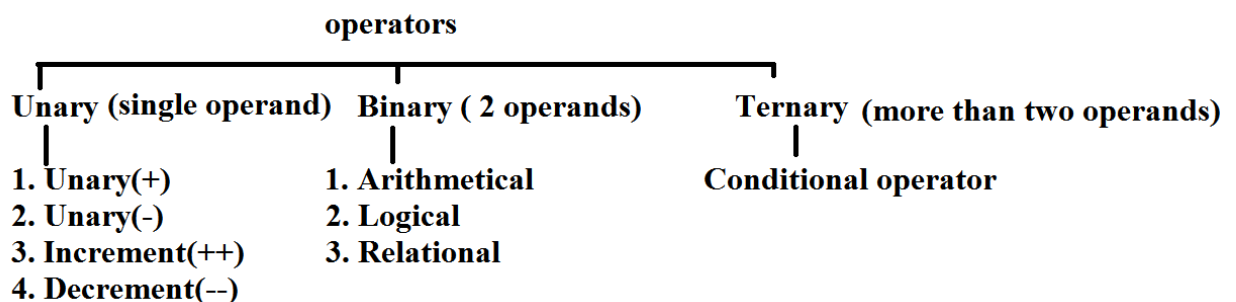 operators
Unary (single operand) Binary ( 2 operands) Ternary (more than two operands)
1. Unary(+)
2. Unary(-)
3. Increment(++)
4. Decrement(--)
1. Arithmetical
2. Logical
3. Relational
Conditional operator